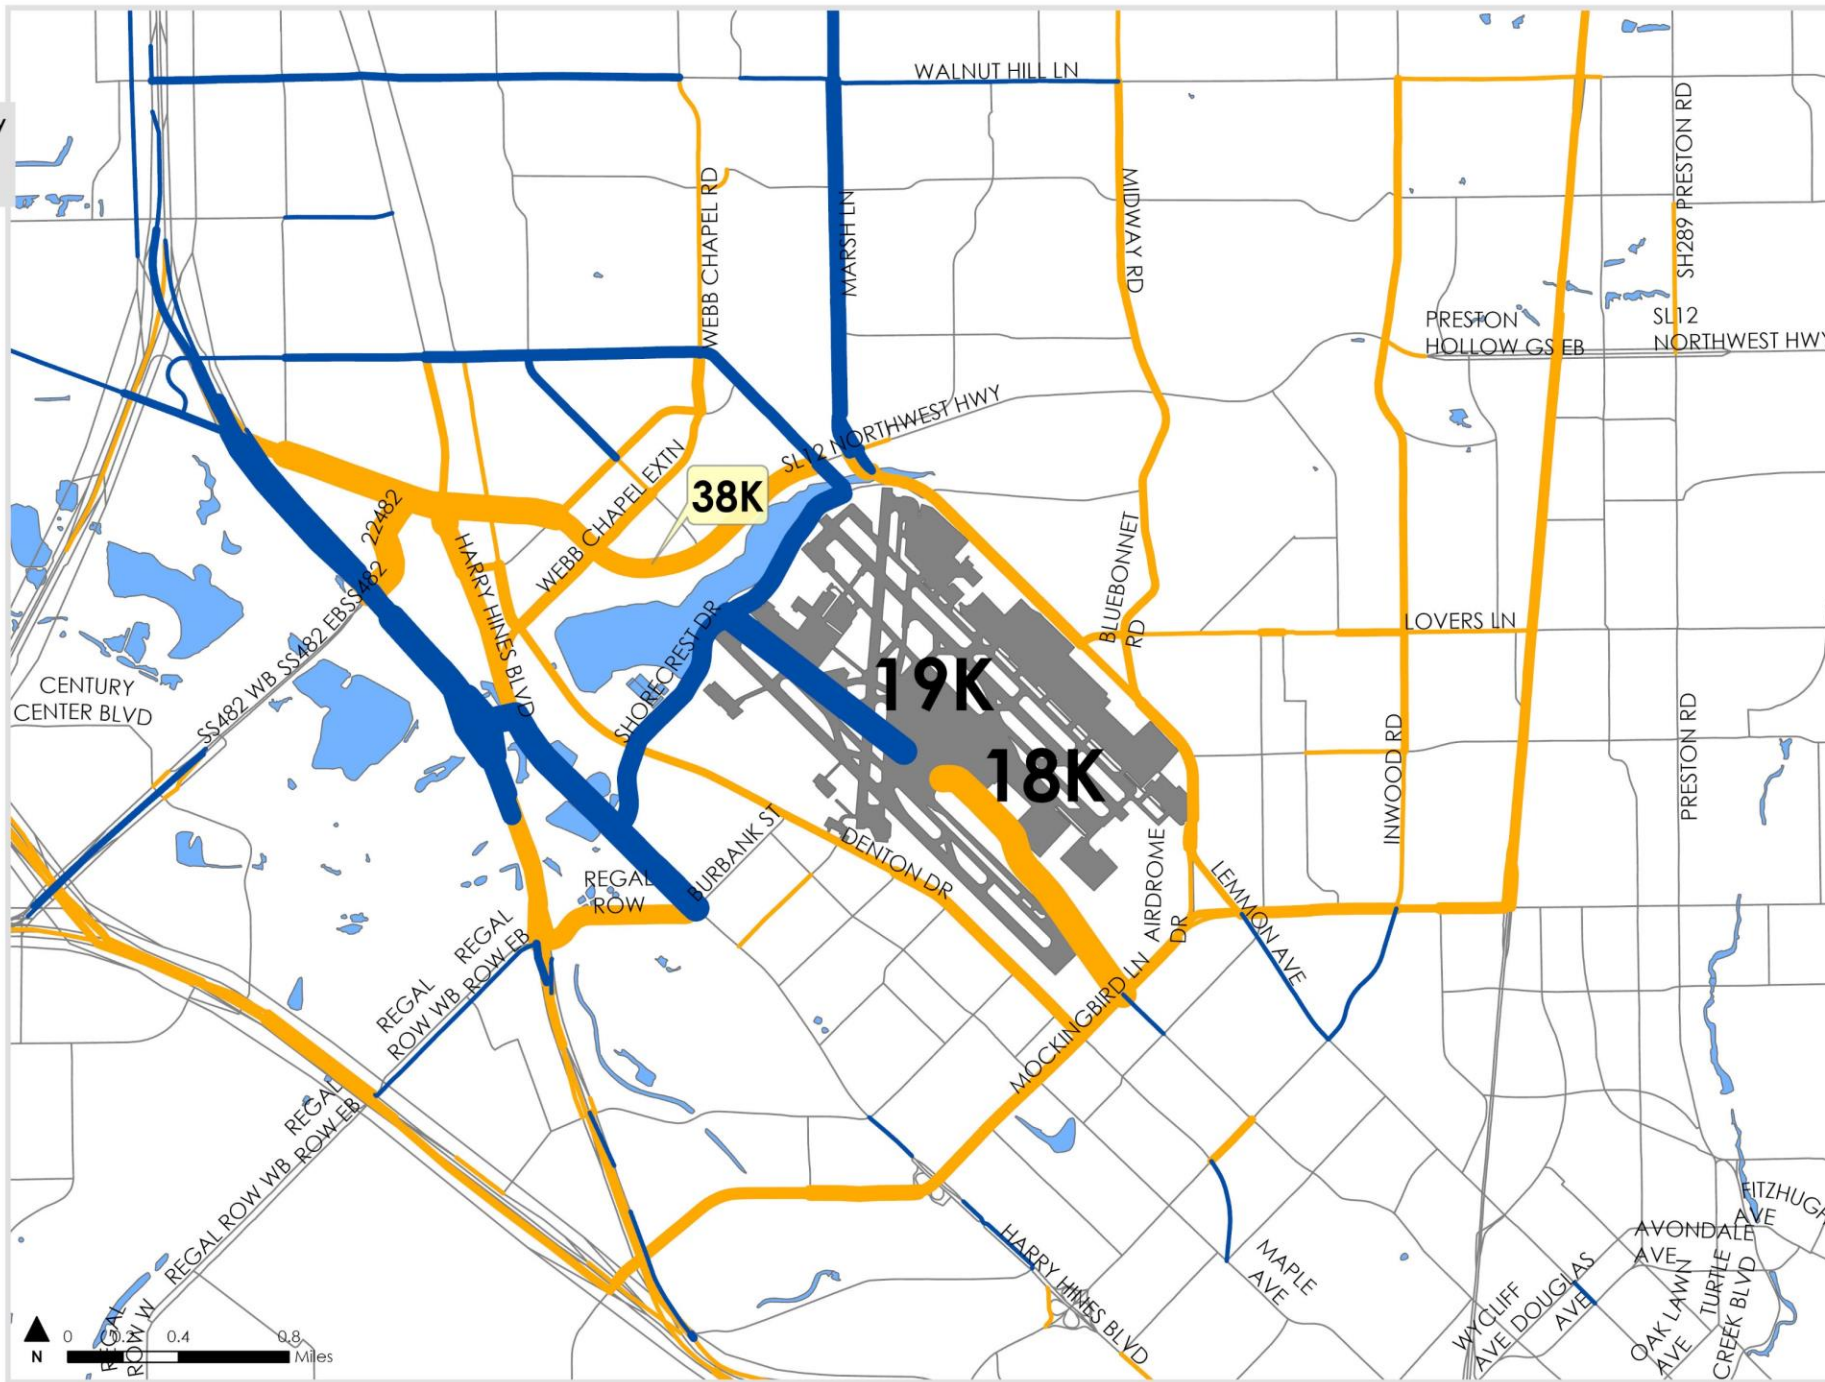 WALNUT HILL LN
WEBB CHAPEL RD
MARSH LN
MIDWAY RD
SH289 PRESTON RD
PRESTON
HOLLOW GS EB
SL12
NORTHWEST HWY
SL12 NORTHWEST HWY
WEBB CHAPEL EXTN
38K
22482
HARRY HINES BLVD
BLUEBONNET
RD
LOVERS LN
SS482 WB SS482 EBSS482
CENTURY
CENTER BLVD
SHORECREST DR
19K
18K
INWOOD RD
PRESTON RD
BURBANK ST
DENTON DR
REGAL
ROW
AIRDROME
DR
LEMMON AVE
REGAL
ROW EB
REGAL
ROW WB
MOCKINGBIRD LN
REGAL
ROW EB
REGAL ROW WB
HARRY HINES BLVD
MAPLE
AVE
FITZHUGH
AVE
AVONDALE
AVE
WYCLIFF
AVE
DOUGLAS
AVE
OAK LAWN
AVE
TURTLE
CREEK BLVD
REGAL
ROW W
N
0 0.2 0.4 0.8
Miles